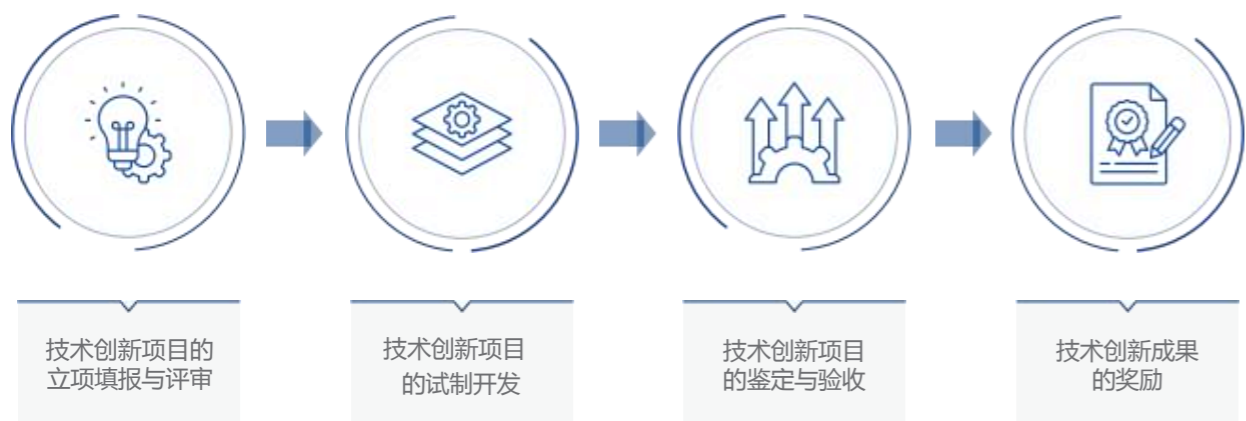 技术创新项目的
立项填报与评审
技术创新项目
的试制开发
技术创新项目
的鉴定与验收
技术创新成果
的奖励